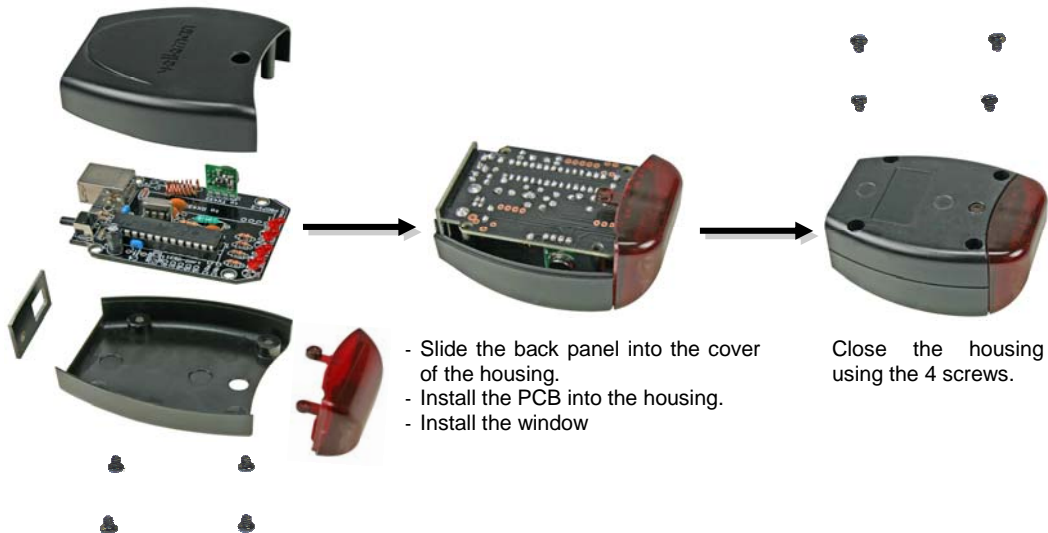 velleman
- Slide the back panel into the cover
of the housing.
- Install the PCB into the housing.
- Install the window
Close the housing
using the 4 screws.